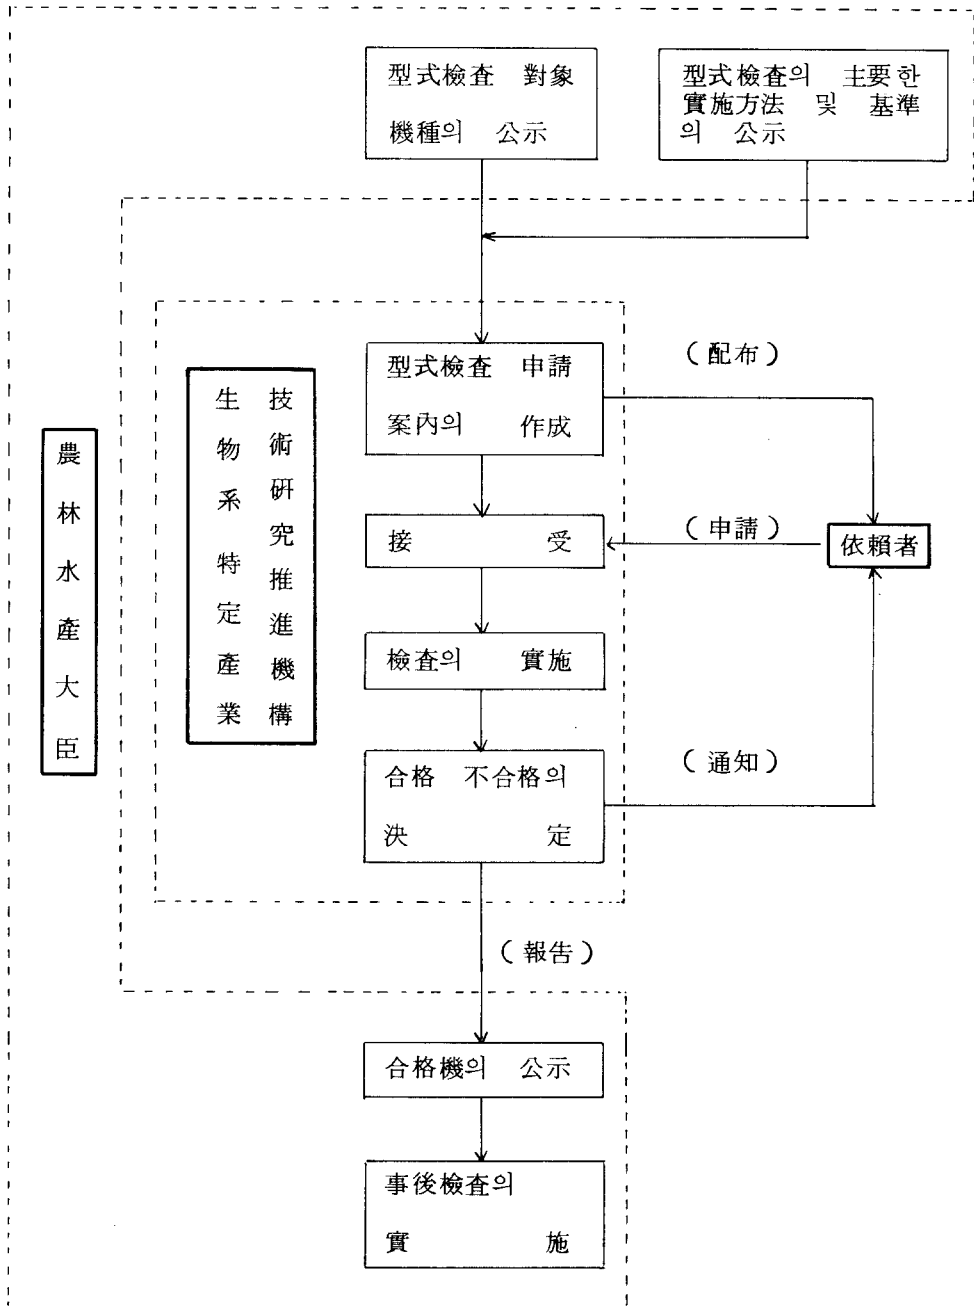 型式檢査 對象
機種의 公示
型式檢査의 主要한
實施方法 및 基準
의 公示
農林水産大臣
生物系特定産業
技術硏究推進機構
型式檢査 申請
案內의 作成
(配布)
接 受
(申請)
依賴者
檢査의 實施
合格 不合格의
決 定
(通知)
(報告)
合格機의 公示
事後檢査의
實 施